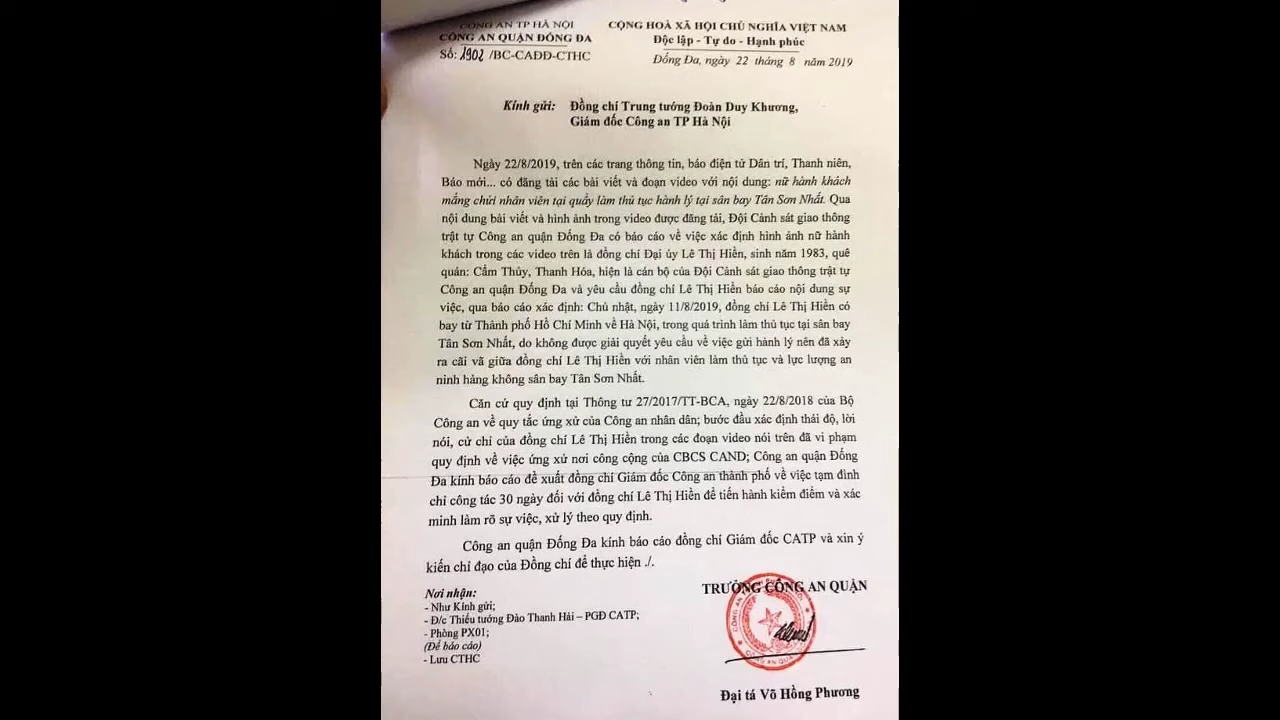 CÔNG AN TP HÀ NỘI
CÔNG AN QUẬN ĐỐNG ĐA
Số: 1902 /BC-CAĐĐ-CTHC
CỘNG HOÀ XÃ HỘI CHỦ NGHĨA VIỆT NAM
Độc lập - Tự do - Hạnh phúc
Đống Đa, ngày 22 tháng 8 năm 2019
Kính gửi: Đồng chí Trung tướng Đoàn Duy Khương,
Giám đốc Công an TP Hà Nội
Ngày 22/8/2019, trên các trang thông tin, báo điện tử Dân trí, Thanh niên,
Báo mới... có đăng tải các bài viết và đoạn video với nội dung: nữ hành khách
mắng chửi nhân viên tại quầy làm thủ tục hành lý tại sân bay Tân Sơn Nhất. Qua
nội dung bài viết và hình ảnh trong video được đăng tải, Đội Cảnh sát giao thông
trật tự Công an quận Đống Đa có báo cáo về việc xác định hình ảnh nữ hành
khách trong các video trên là đồng chí Đại úy Lê Thị Hiền, sinh năm 1983, quê
quán: Cẩm Thủy, Thanh Hóa, hiện là cán bộ của Đội Cảnh sát giao thông trật tự
Công an quận Đống Đa và yêu cầu đồng chí Lê Thị Hiền báo cáo nội dung sự
việc, qua báo cáo xác định: Chủ nhật, ngày 11/8/2019, đồng chí Lê Thị Hiền có
bay từ Thành phố Hồ Chí Minh về Hà Nội, trong quá trình làm thủ tục tại sân bay
Tân Sơn Nhất, do không được giải quyết yêu cầu về việc gửi hành lý nên đã xảy
ra cãi vã giữa đồng chí Lê Thị Hiền với nhân viên làm thủ tục và lực lượng an
ninh hàng không sân bay Tân Sơn Nhất.
Căn cứ quy định tại Thông tư 27/2017/TT-BCA, ngày 22/8/2018 của Bộ
Công an về quy tắc ứng xử của Công an nhân dân; bước đầu xác định thái độ, lời
nói, cử chỉ của đồng chí Lê Thị Hiền trong các đoạn video nói trên đã vi phạm
quy định về việc ứng xử nơi công cộng của CBCS CAND; Công an quận Đống
Đa kính báo cáo đề xuất đồng chí Giám đốc Công an thành phố về việc tạm đình
chỉ công tác 30 ngày đối với đồng chí Lê Thị Hiền để tiến hành kiểm điểm và xác
minh làm rõ sự việc, xử lý theo quy định.
Công an quận Đống Đa kính báo cáo đồng chí Giám đốc CATP và xin ý
kiến chỉ đạo của Đồng chí để thực hiện ./.
Nơi nhận:
- Như Kính gửi;
- Đ/c Thiếu tướng Đào Thanh Hải – PGĐ CATP;
- Phòng PX01;
(Để báo cáo)
- Lưu CTHC
TRƯỞNG CÔNG AN QUẬN
Đại tá Võ Hồng Phương